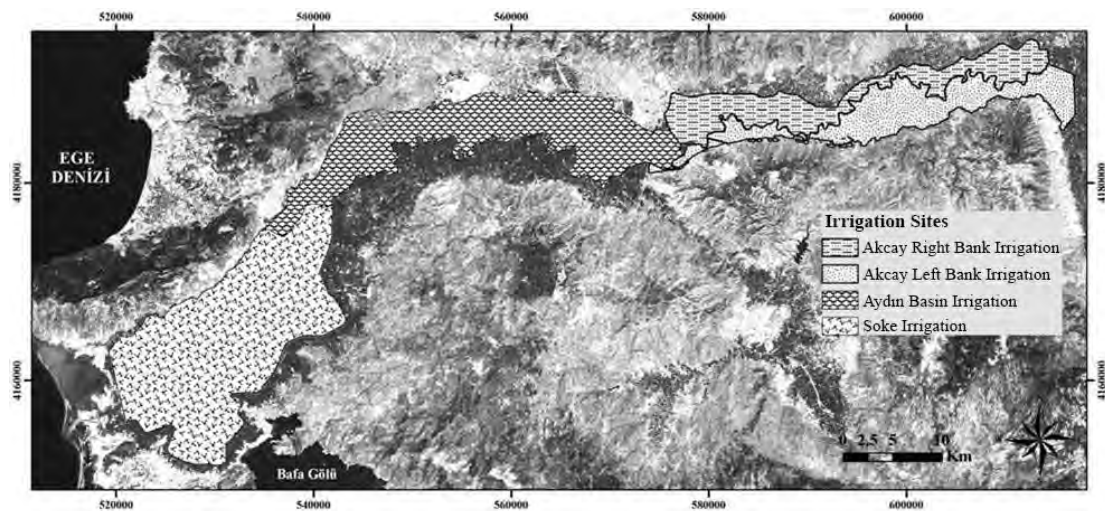 520000 540000 560000 580000 600000
EGE
DENİZİ
4180000
4180000
Irrigation Sites
Akcay Right Bank Irrigation
Akcay Left Bank Irrigation
Aydın Basin Irrigation
Soke Irrigation
4160000
4160000
0 2,5 5 10
Km
Bafa Gölü
520000 540000 560000 580000 600000